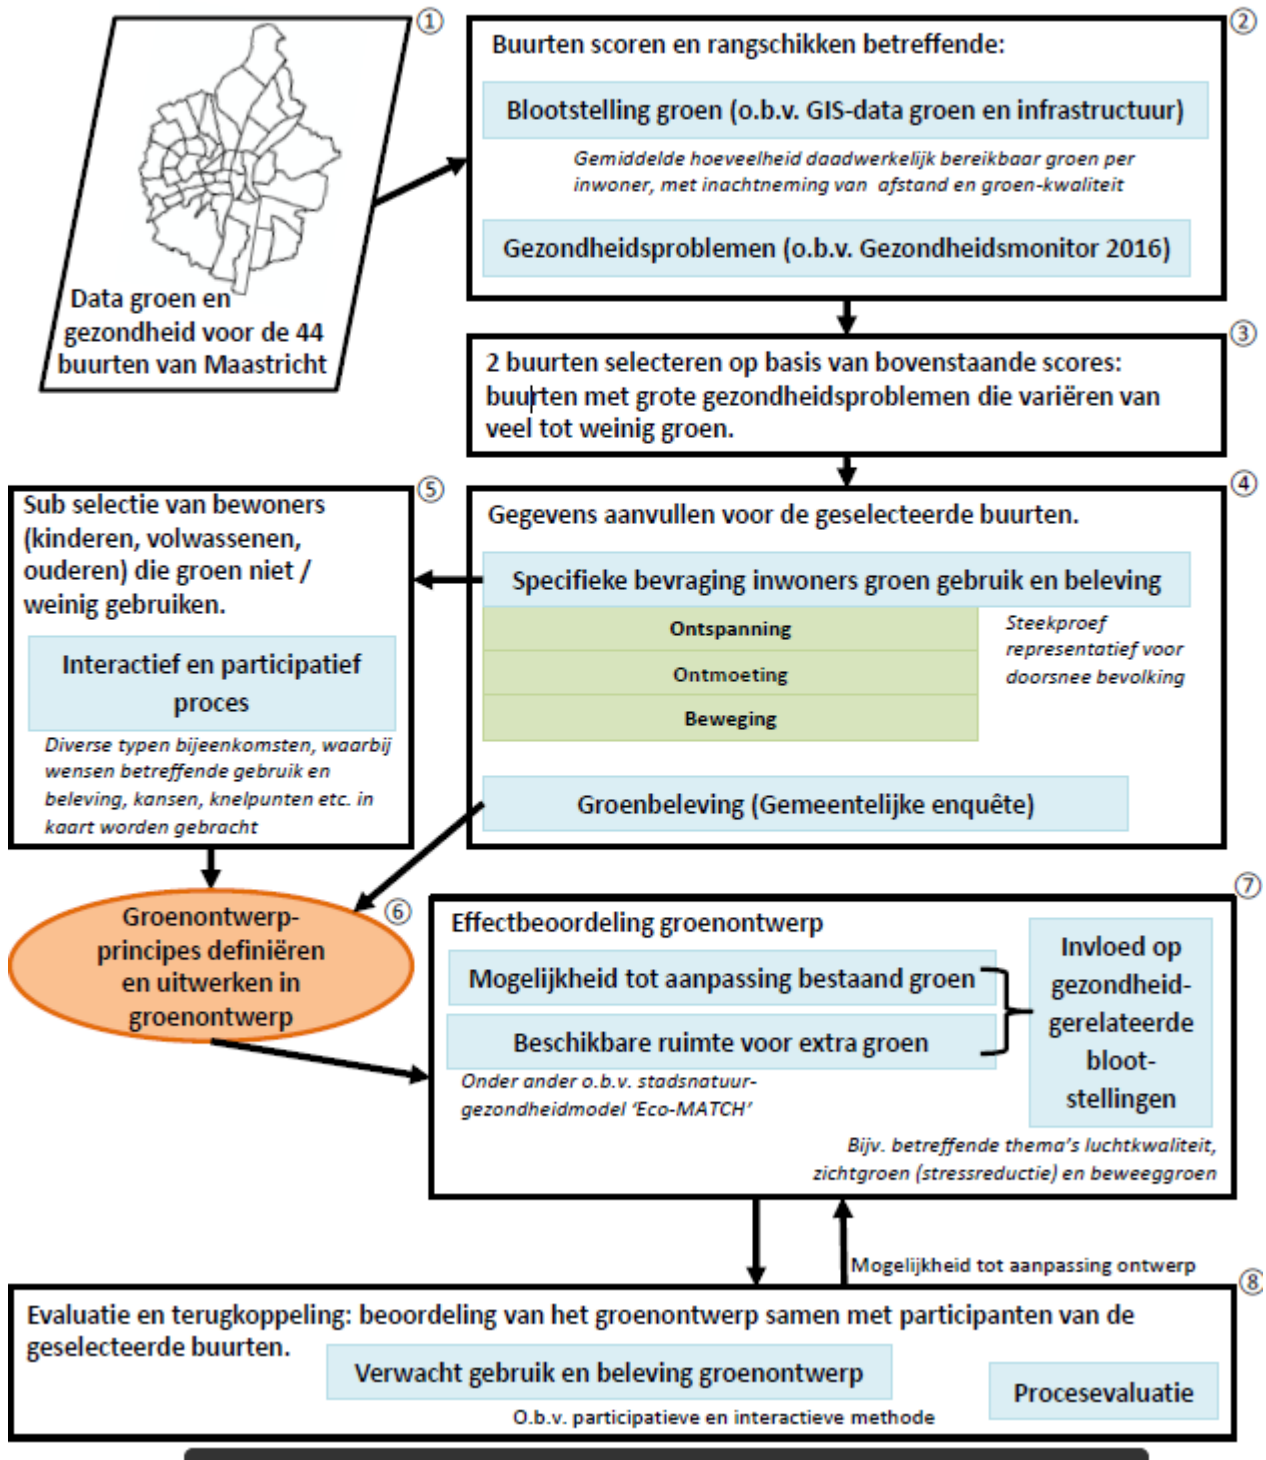 ①
Data groen en
gezondheid voor de 44
buurten van Maastricht
②
Buurten scoren en rangschikken betreffende:
Blootstelling groen (o.b.v. GIS-data groen en infrastructuur)
Gemiddelde hoeveelheid daadwerkelijk bereikbaar groen per
inwoner, met inachtneming van afstand en groen-kwaliteit
Gezondheidsproblemen (o.b.v. Gezondheidsmonitor 2016)
③
2 buurten selecteren op basis van bovenstaande scores:
buurten met grote gezondheidsproblemen die variëren van
veel tot weinig groen.
④
Gegevens aanvullen voor de geselecteerde buurten.
Specifieke bevraging inwoners groen gebruik en beleving
Ontspanning
Ontmoeting
Beweging
Steekproef
representatief voor
doorsnee bevolking
Groenbeleving (Gemeentelijke enquête)
⑤
Sub selectie van bewoners
(kinderen, volwassenen,
ouderen) die groen niet /
weinig gebruiken.
Interactief en participatief
proces
Diverse typen bijeenkomsten, waarbij
wensen betreffende gebruik en
beleving, kansen, knelpunten etc. in
kaart worden gebracht
⑥
Groenontwerp-
principes definiëren
en uitwerken in
groenontwerp
⑦
Effectbeoordeling groenontwerp
Mogelijkheid tot aanpassing bestaand groen
Beschikbare ruimte voor extra groen
Onder ander o.b.v. stadsnatuur-
gezondheidmodel ‘Eco-MATCH’
Invloed op
gezondheid-
gerelateerde
bloot-
stellingen
Bijv. betreffende thema’s luchtkwaliteit,
zichtgroen (stressreductie) en beweeggroen
Mogelijkheid tot aanpassing ontwerp
⑧
Evaluatie en terugkoppeling: beoordeling van het groenontwerp samen met participanten van de
geselecteerde buurten.
Verwacht gebruik en beleving groenontwerp
O.b.v. participatieve en interactieve methode
Procesevaluatie